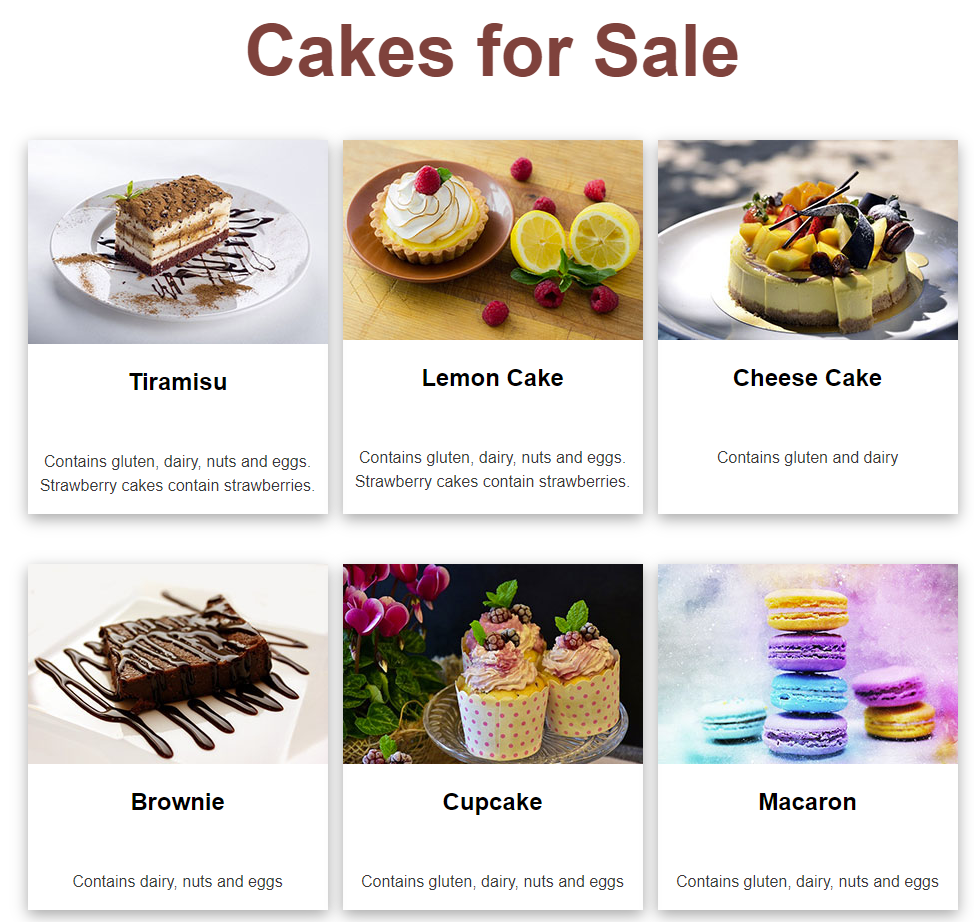 Cakes for Sale
Tiramisu
Lemon Cake
Cheese Cake
Contains gluten, dairy, nuts and eggs.
Strawberry cakes contain strawberries.
Contains gluten, dairy, nuts and eggs.
Strawberry cakes contain strawberries.
Contains gluten and dairy
Brownie
Cupcake
Macaron
Contains dairy, nuts and eggs
Contains gluten, dairy, nuts and eggs
Contains gluten, dairy, nuts and eggs